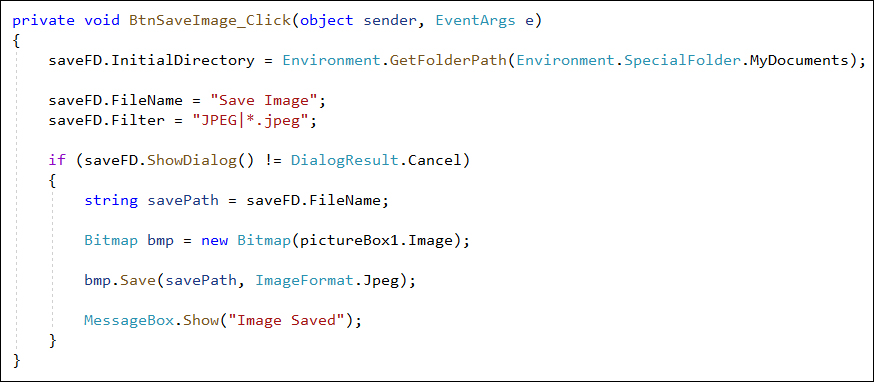 private void BtnSaveImage_Click(object sender, EventArgs e)
{
saveFD.InitialDirectory = Environment.GetFolderPath(Environment.SpecialFolder.MyDocuments);
saveFD.FileName = "Save Image";
saveFD.Filter = "JPEG|*.jpeg";
if (saveFD.ShowDialog() != DialogResult.Cancel)
{
string savePath = saveFD.FileName;
Bitmap bmp = new Bitmap(pictureBox1.Image);
bmp.Save(savePath, ImageFormat.Jpeg);
MessageBox.Show("Image Saved");
}
}